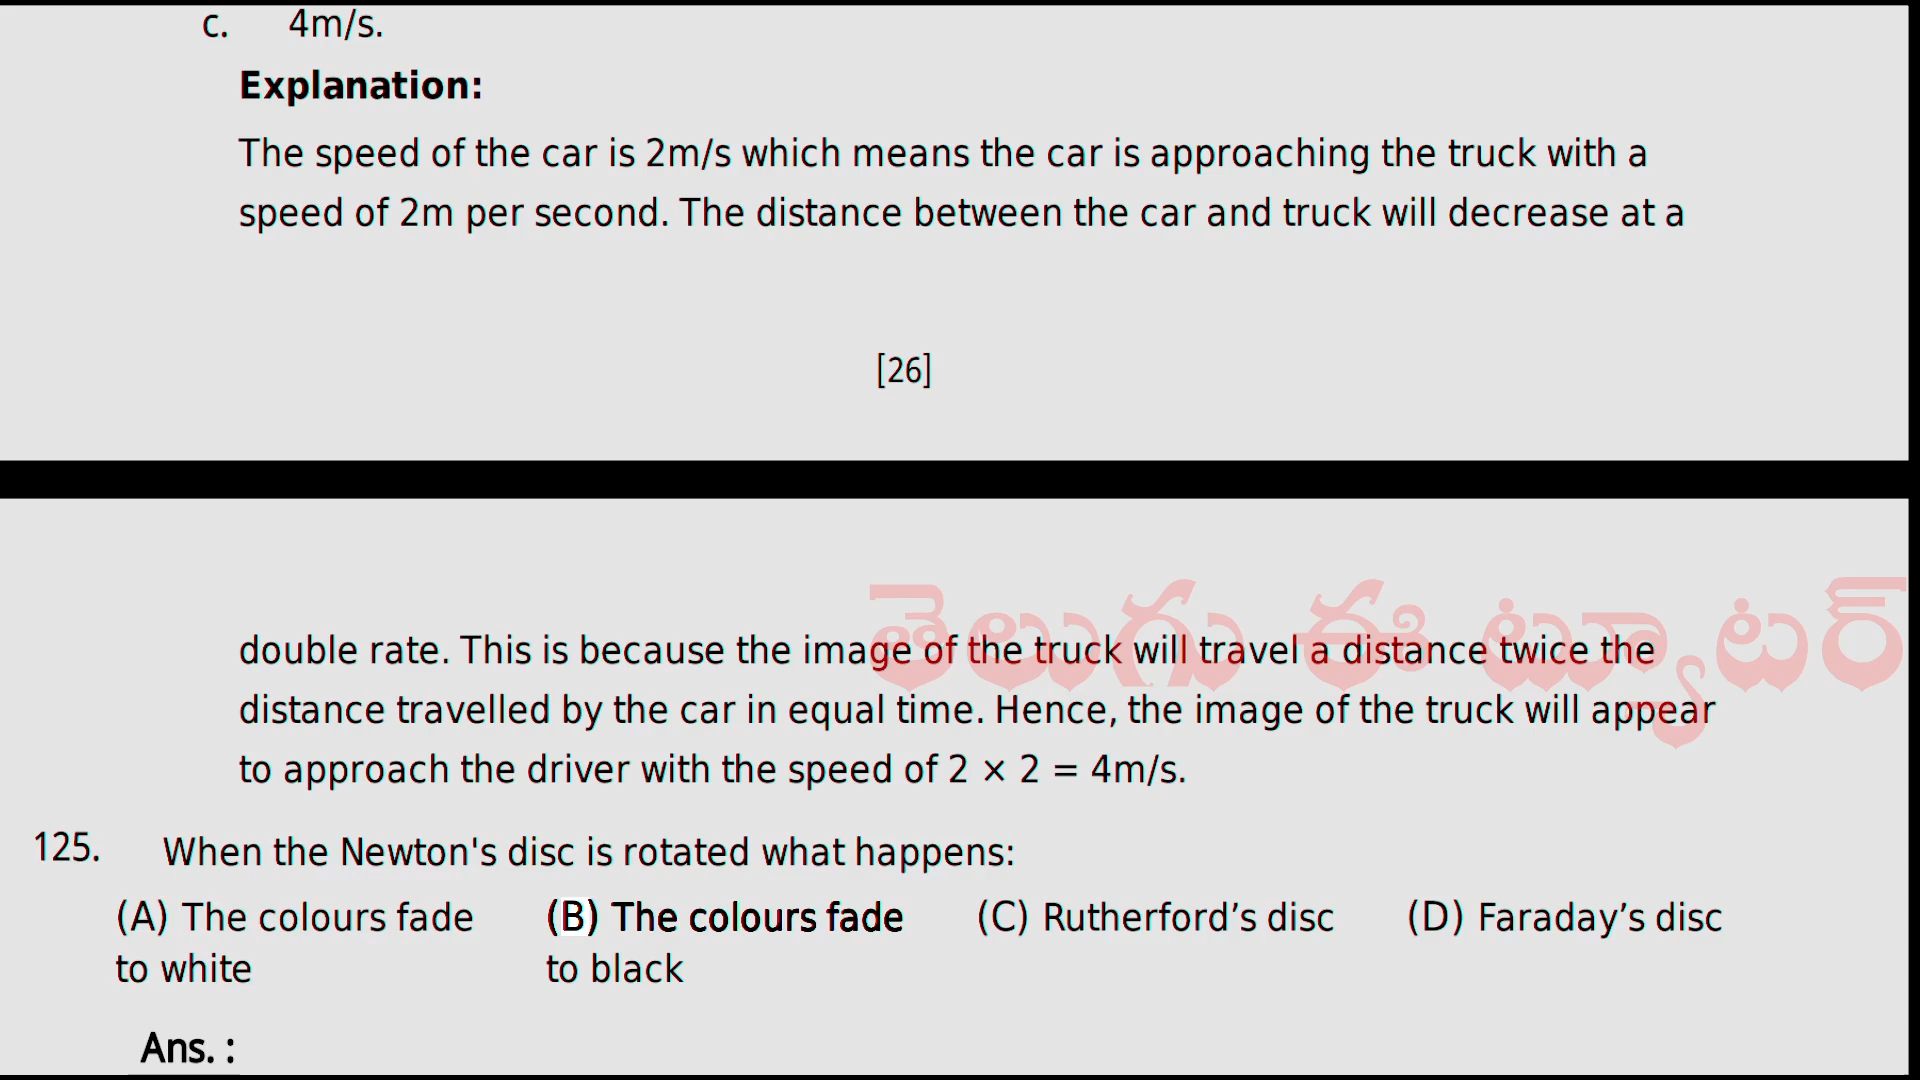 c. 4m/s.
Explanation:
The speed of the car is 2m/s which means the car is approaching the truck with a
speed of 2m per second. The distance between the car and truck will decrease at a
[26]
తెలుగు ఈ ట్యూటర్
double rate. This is because the image of the truck will travel a distance twice the
distance travelled by the car in equal time. Hence, the image of the truck will appear
to approach the driver with the speed of 2 × 2 = 4m/s.
125. When the Newton's disc is rotated what happens:
(A) The colours fade (B) The colours fade (C) Rutherford’s disc (D) Faraday’s disc
to white to black
Ans. :